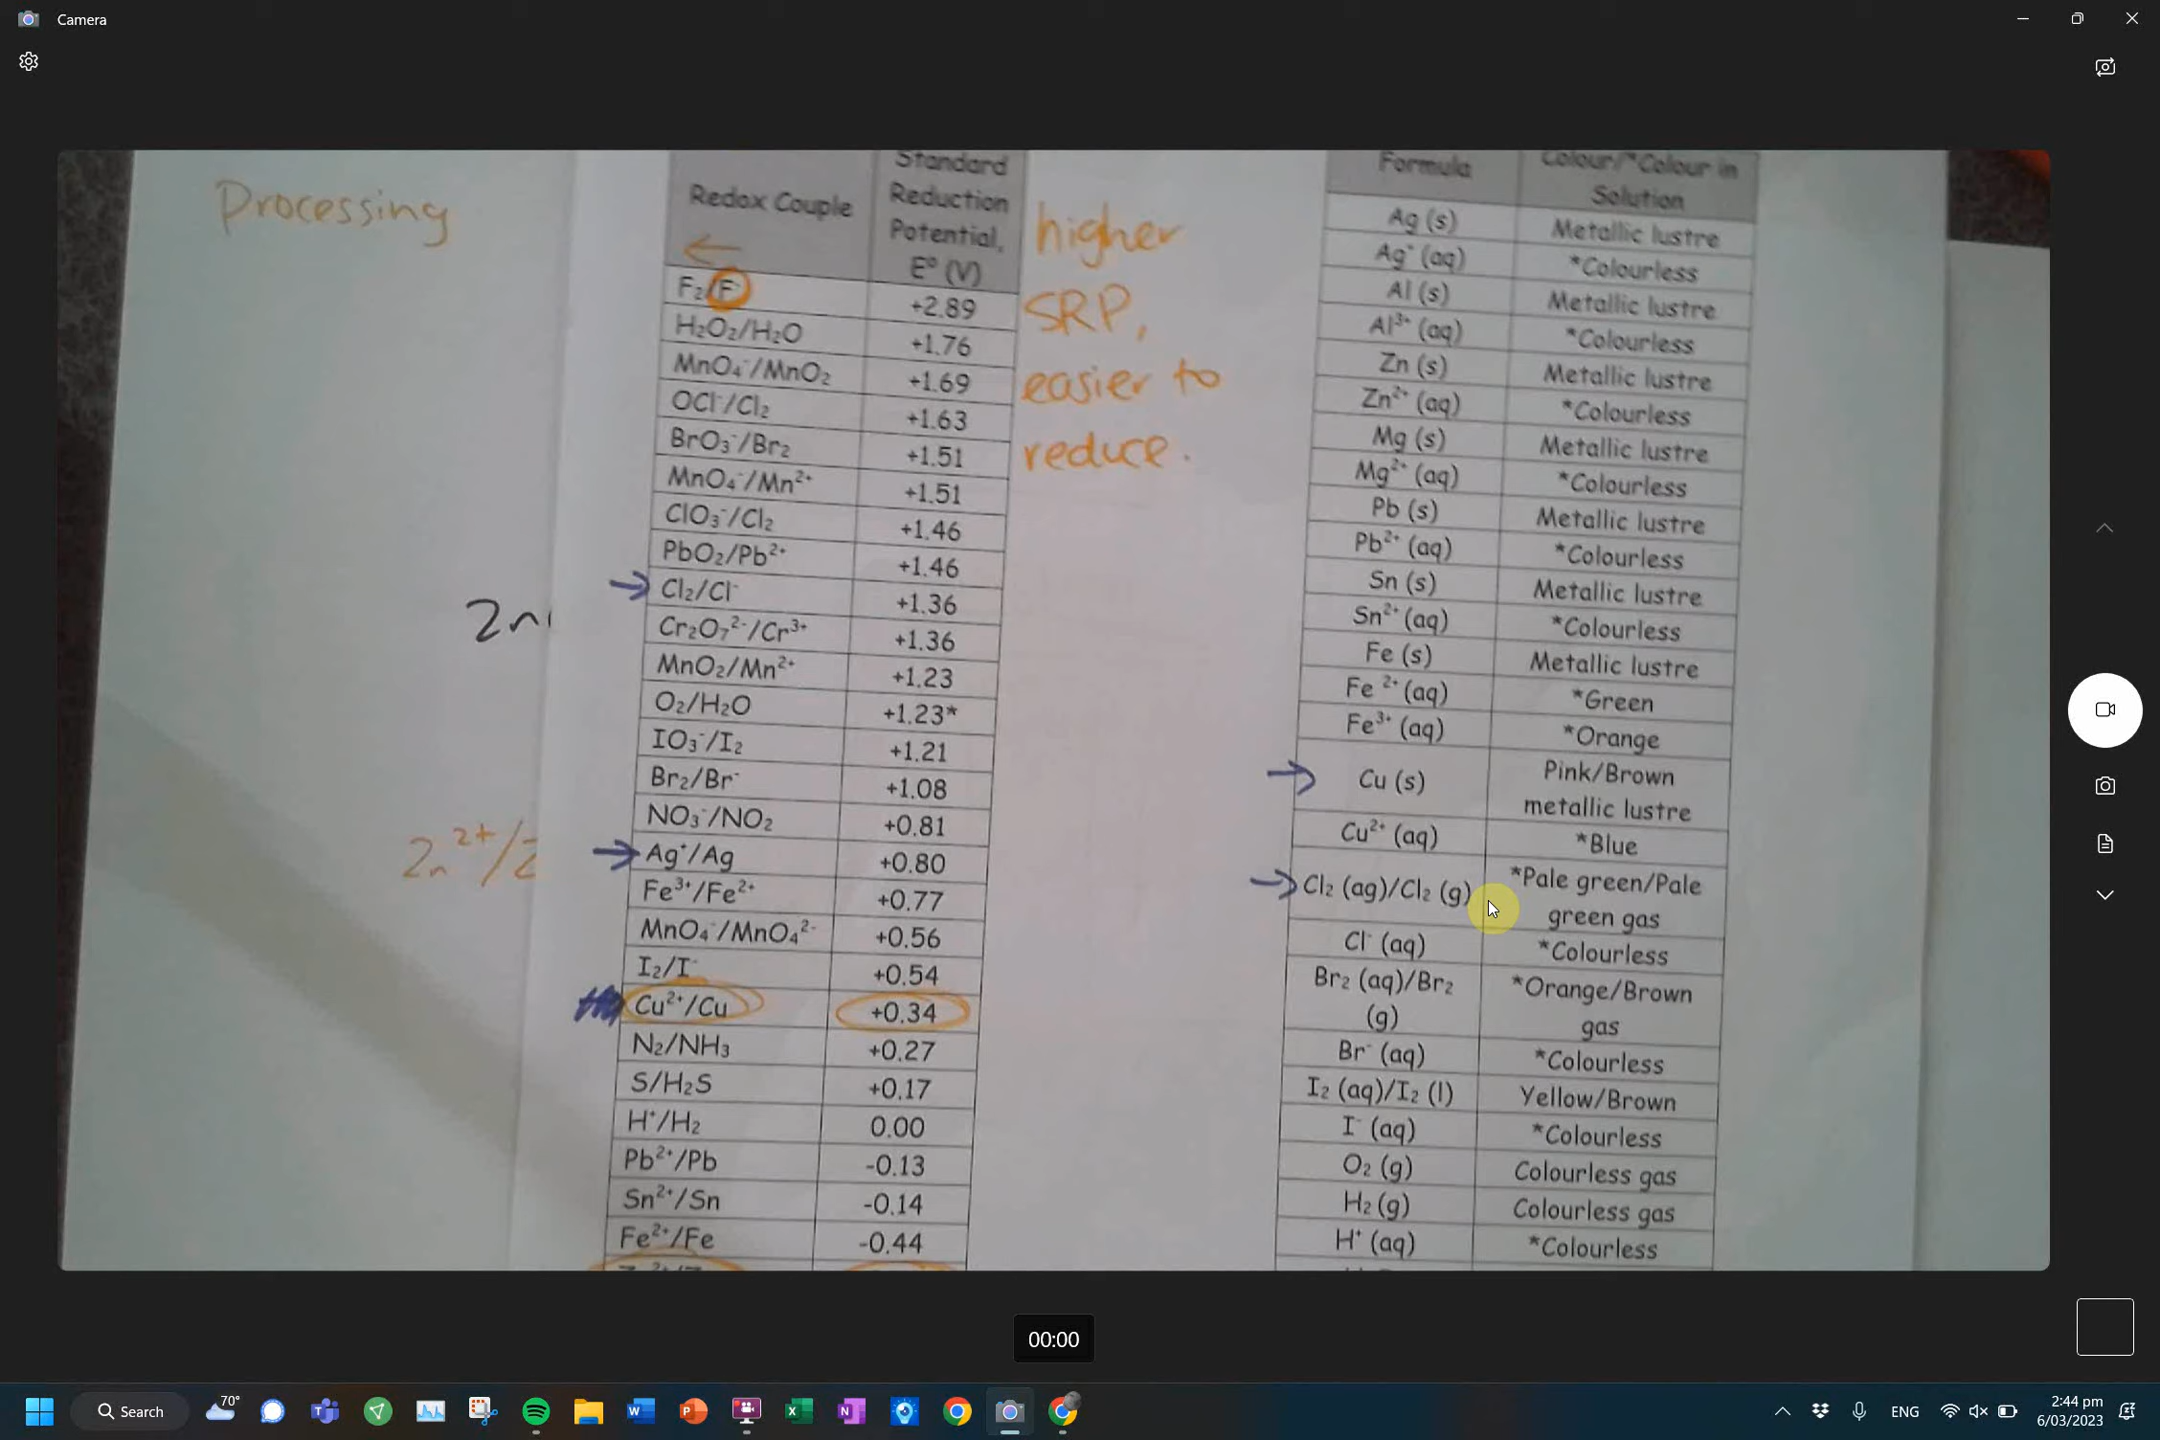 Camera
Processing
Redox Couple
Standard
Reduction
Potential,
E° (V)
F₂/F⁻ +2.89
H₂O₂/H₂O +1.76
MnO₄⁻/MnO₂ +1.69
OCl⁻/Cl₂ +1.63
BrO₃⁻/Br₂ +1.51
MnO₄⁻/Mn²⁺ +1.51
ClO₃⁻/Cl₂ +1.46
PbO₂/Pb²⁺ +1.46
Cl₂/Cl⁻ +1.36
Cr₂O₇²⁻/Cr³⁺ +1.36
MnO₂/Mn²⁺ +1.23
O₂/H₂O +1.23*
IO₃⁻/I₂ +1.21
Br₂/Br⁻ +1.08
NO₃⁻/NO₂ +0.81
Ag⁺/Ag +0.80
Fe³⁺/Fe²⁺ +0.77
MnO₄⁻/MnO₄²⁻ +0.56
I₂/I⁻ +0.54
Cu²⁺/Cu +0.34
N₂/NH₃ +0.27
S/H₂S +0.17
H⁺/H₂ 0.00
Pb²⁺/Pb -0.13
Sn²⁺/Sn -0.14
Fe²⁺/Fe -0.44
higher
SRP,
easier to
reduce.
Zn
Zn²⁺/Z
Formula
Colour/*Colour in
Solution
Ag (s) Metallic lustre
Ag⁺ (aq) *Colourless
Al (s) Metallic lustre
Al³⁺ (aq) *Colourless
Zn (s) Metallic lustre
Zn²⁺ (aq) *Colourless
Mg (s) Metallic lustre
Mg²⁺ (aq) *Colourless
Pb (s) Metallic lustre
Pb²⁺ (aq) *Colourless
Sn (s) Metallic lustre
Sn²⁺ (aq) *Colourless
Fe (s) Metallic lustre
Fe ²⁺ (aq) *Green
Fe³⁺ (aq) *Orange
Cu (s) Pink/Brown
metallic lustre
Cu²⁺ (aq) *Blue
Cl₂ (ag)/Cl₂ (g) *Pale green/Pale
green gas
Cl⁻ (aq) *Colourless
Br₂ (aq)/Br₂ *Orange/Brown
(g) gas
Br⁻ (aq) *Colourless
I₂ (aq)/I₂ (l) Yellow/Brown
I⁻ (aq) *Colourless
O₂ (g) Colourless gas
H₂ (g) Colourless gas
H⁺ (aq) *Colourless
00:00
70°
Search
ENG
2:44 pm
6/03/2023